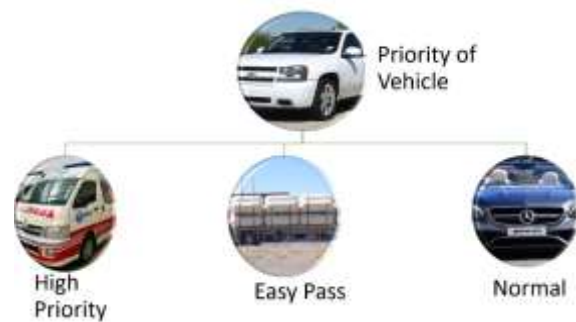 Priority of
Vehicle
High
Priority
Easy Pass
Normal